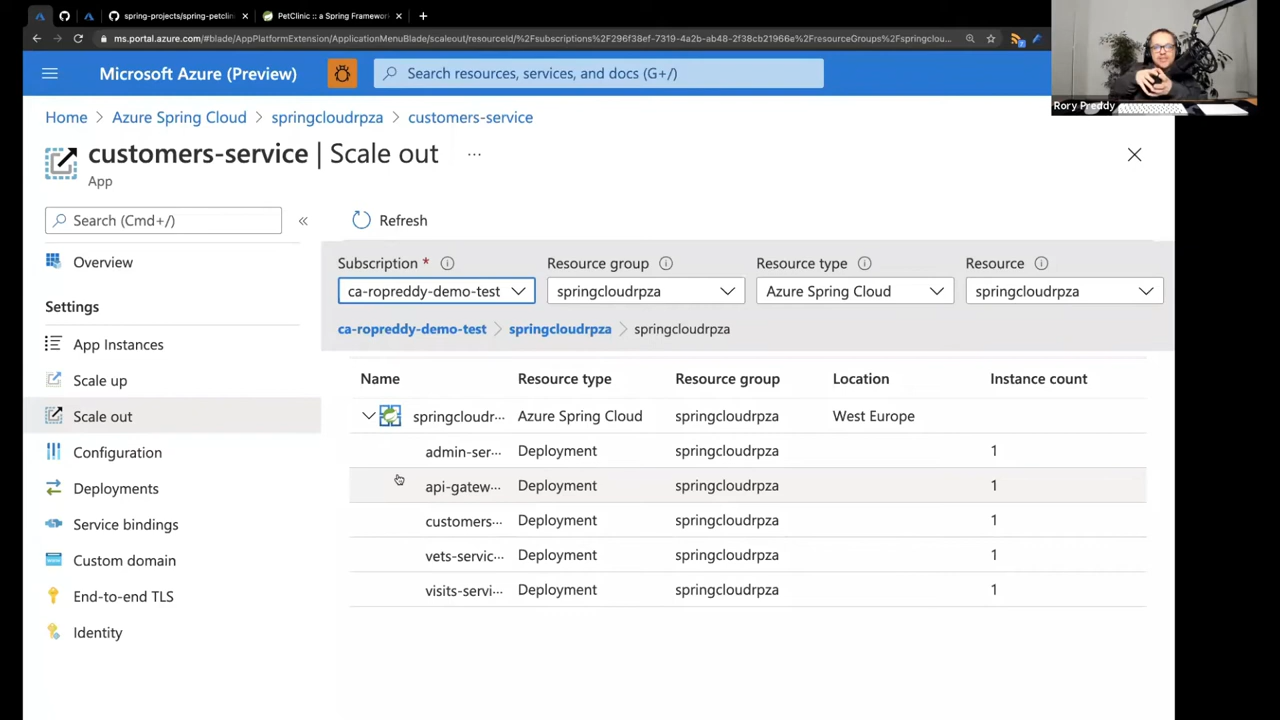 spring-projects/spring-petclin
PetClinic :: a Spring Framework
ms.portal.azure.com/#blade/AppPlatformExtension/ApplicationMenuBlade/scaleout/resourceId/%2Fsubscriptions%2F296f38ef-7319-4a2b-ab48-2f38cb21966e%2FresourceGroups%2Fspringclou...
Microsoft Azure (Preview)
Search resources, services, and docs (G+/)
Rory Preddy
Home > Azure Spring Cloud > springcloudrpza > customers-service
customers-service | Scale out ...
App
Search (Cmd+/) «
Refresh
Overview
Settings
App Instances
Scale up
Scale out
Configuration
Deployments
Service bindings
Custom domain
End-to-end TLS
Identity
Subscription * Resource group Resource type Resource
ca-ropreddy-demo-test springcloudrpza Azure Spring Cloud springcloudrpza
ca-ropreddy-demo-test > springcloudrpza > springcloudrpza
Name Resource type Resource group Location Instance count
springcloudr... Azure Spring Cloud springcloudrpza West Europe
admin-ser... Deployment springcloudrpza 1
api-gatew... Deployment springcloudrpza 1
customers... Deployment springcloudrpza 1
vets-servic... Deployment springcloudrpza 1
visits-servi... Deployment springcloudrpza 1